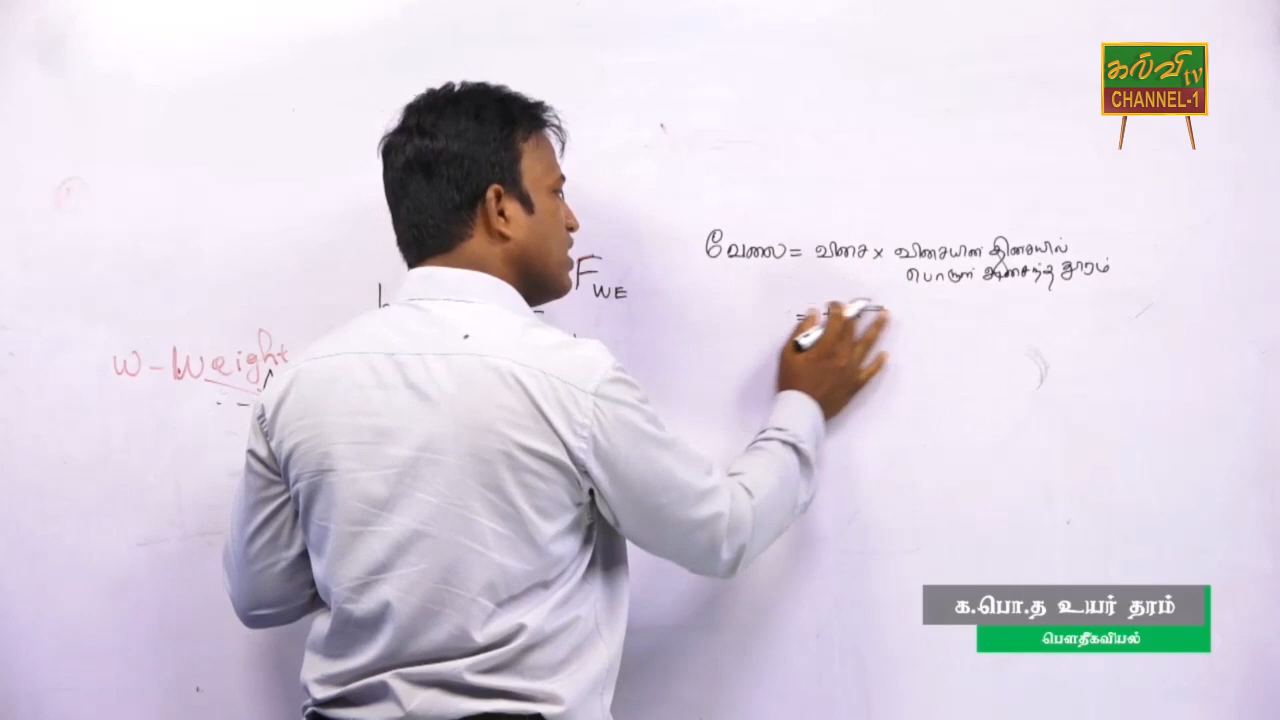 கல்வி tv
CHANNEL-1
வேலை = விசை x விசையின் திசையில்
பொருள் அசைந்த தூரம்
=
F WE
W - Weight
க.பொ.த உயர் தரம்
பௌதீகவியல்